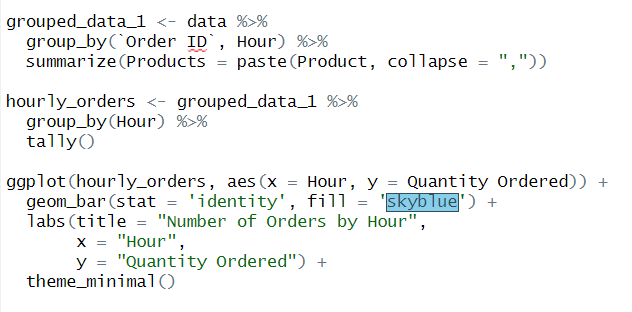 grouped_data_1 <- data %>%
  group_by(`Order ID`, Hour) %>%
  summarize(Products = paste(Product, collapse = ","))
hourly_orders <- grouped_data_1 %>%
  group_by(Hour) %>%
  tally()
ggplot(hourly_orders, aes(x = Hour, y = Quantity Ordered)) +
  geom_bar(stat = 'identity', fill = 'skyblue') +
  labs(title = "Number of Orders by Hour",
       x = "Hour",
       y = "Quantity Ordered") +
  theme_minimal()